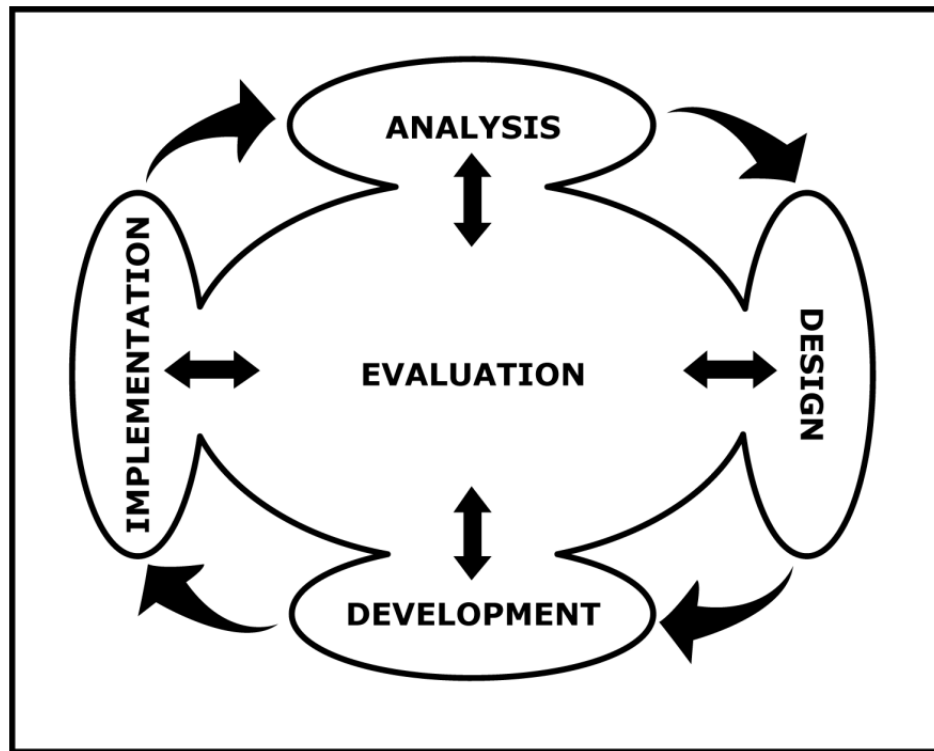 ANALYSIS
IMPLEMENTATION
EVALUATION
DESIGN
DEVELOPMENT